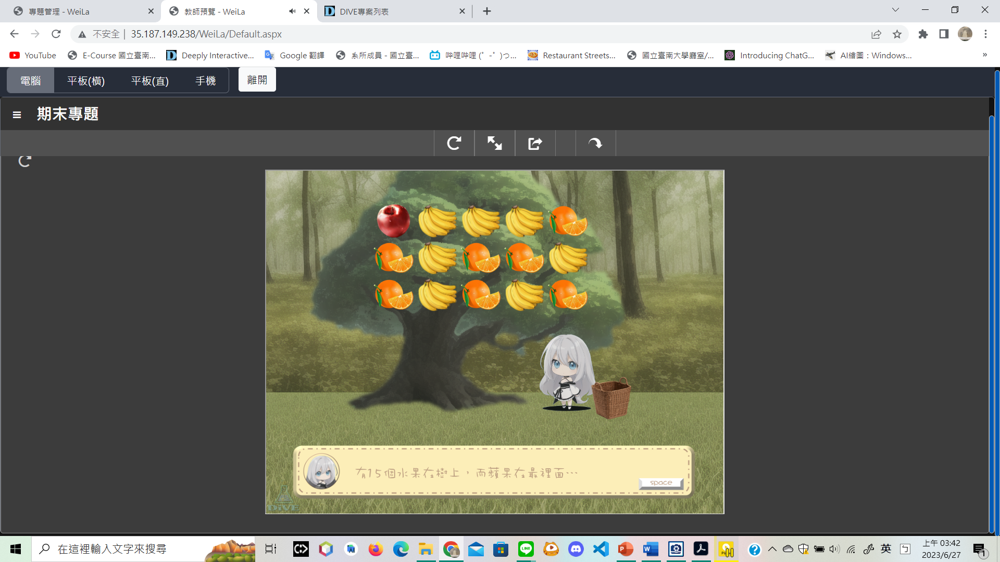 專題管理 - WeiLa
教師預覽 - WeiLa
DIVE專案列表
不安全 | 35.187.149.238/WeiLa/Default.aspx
YouTube
E-Course 國立臺南...
Deeply Interactive...
Google 翻譯
系所成員 - 國立臺...
嗶哩嗶哩 (゜-゜)つ...
Restaurant Streets...
國立臺南大學廳室/...
Introducing ChatG...
AI繪圖：Windows...
»
電腦
平板(橫)
平板(直)
手機
離開
期末專題
有15個水果在樹上，而蘋果在最裡面…
space
DIVE
在這裡輸入文字來搜尋
英
上午 03:42
2023/6/27
1